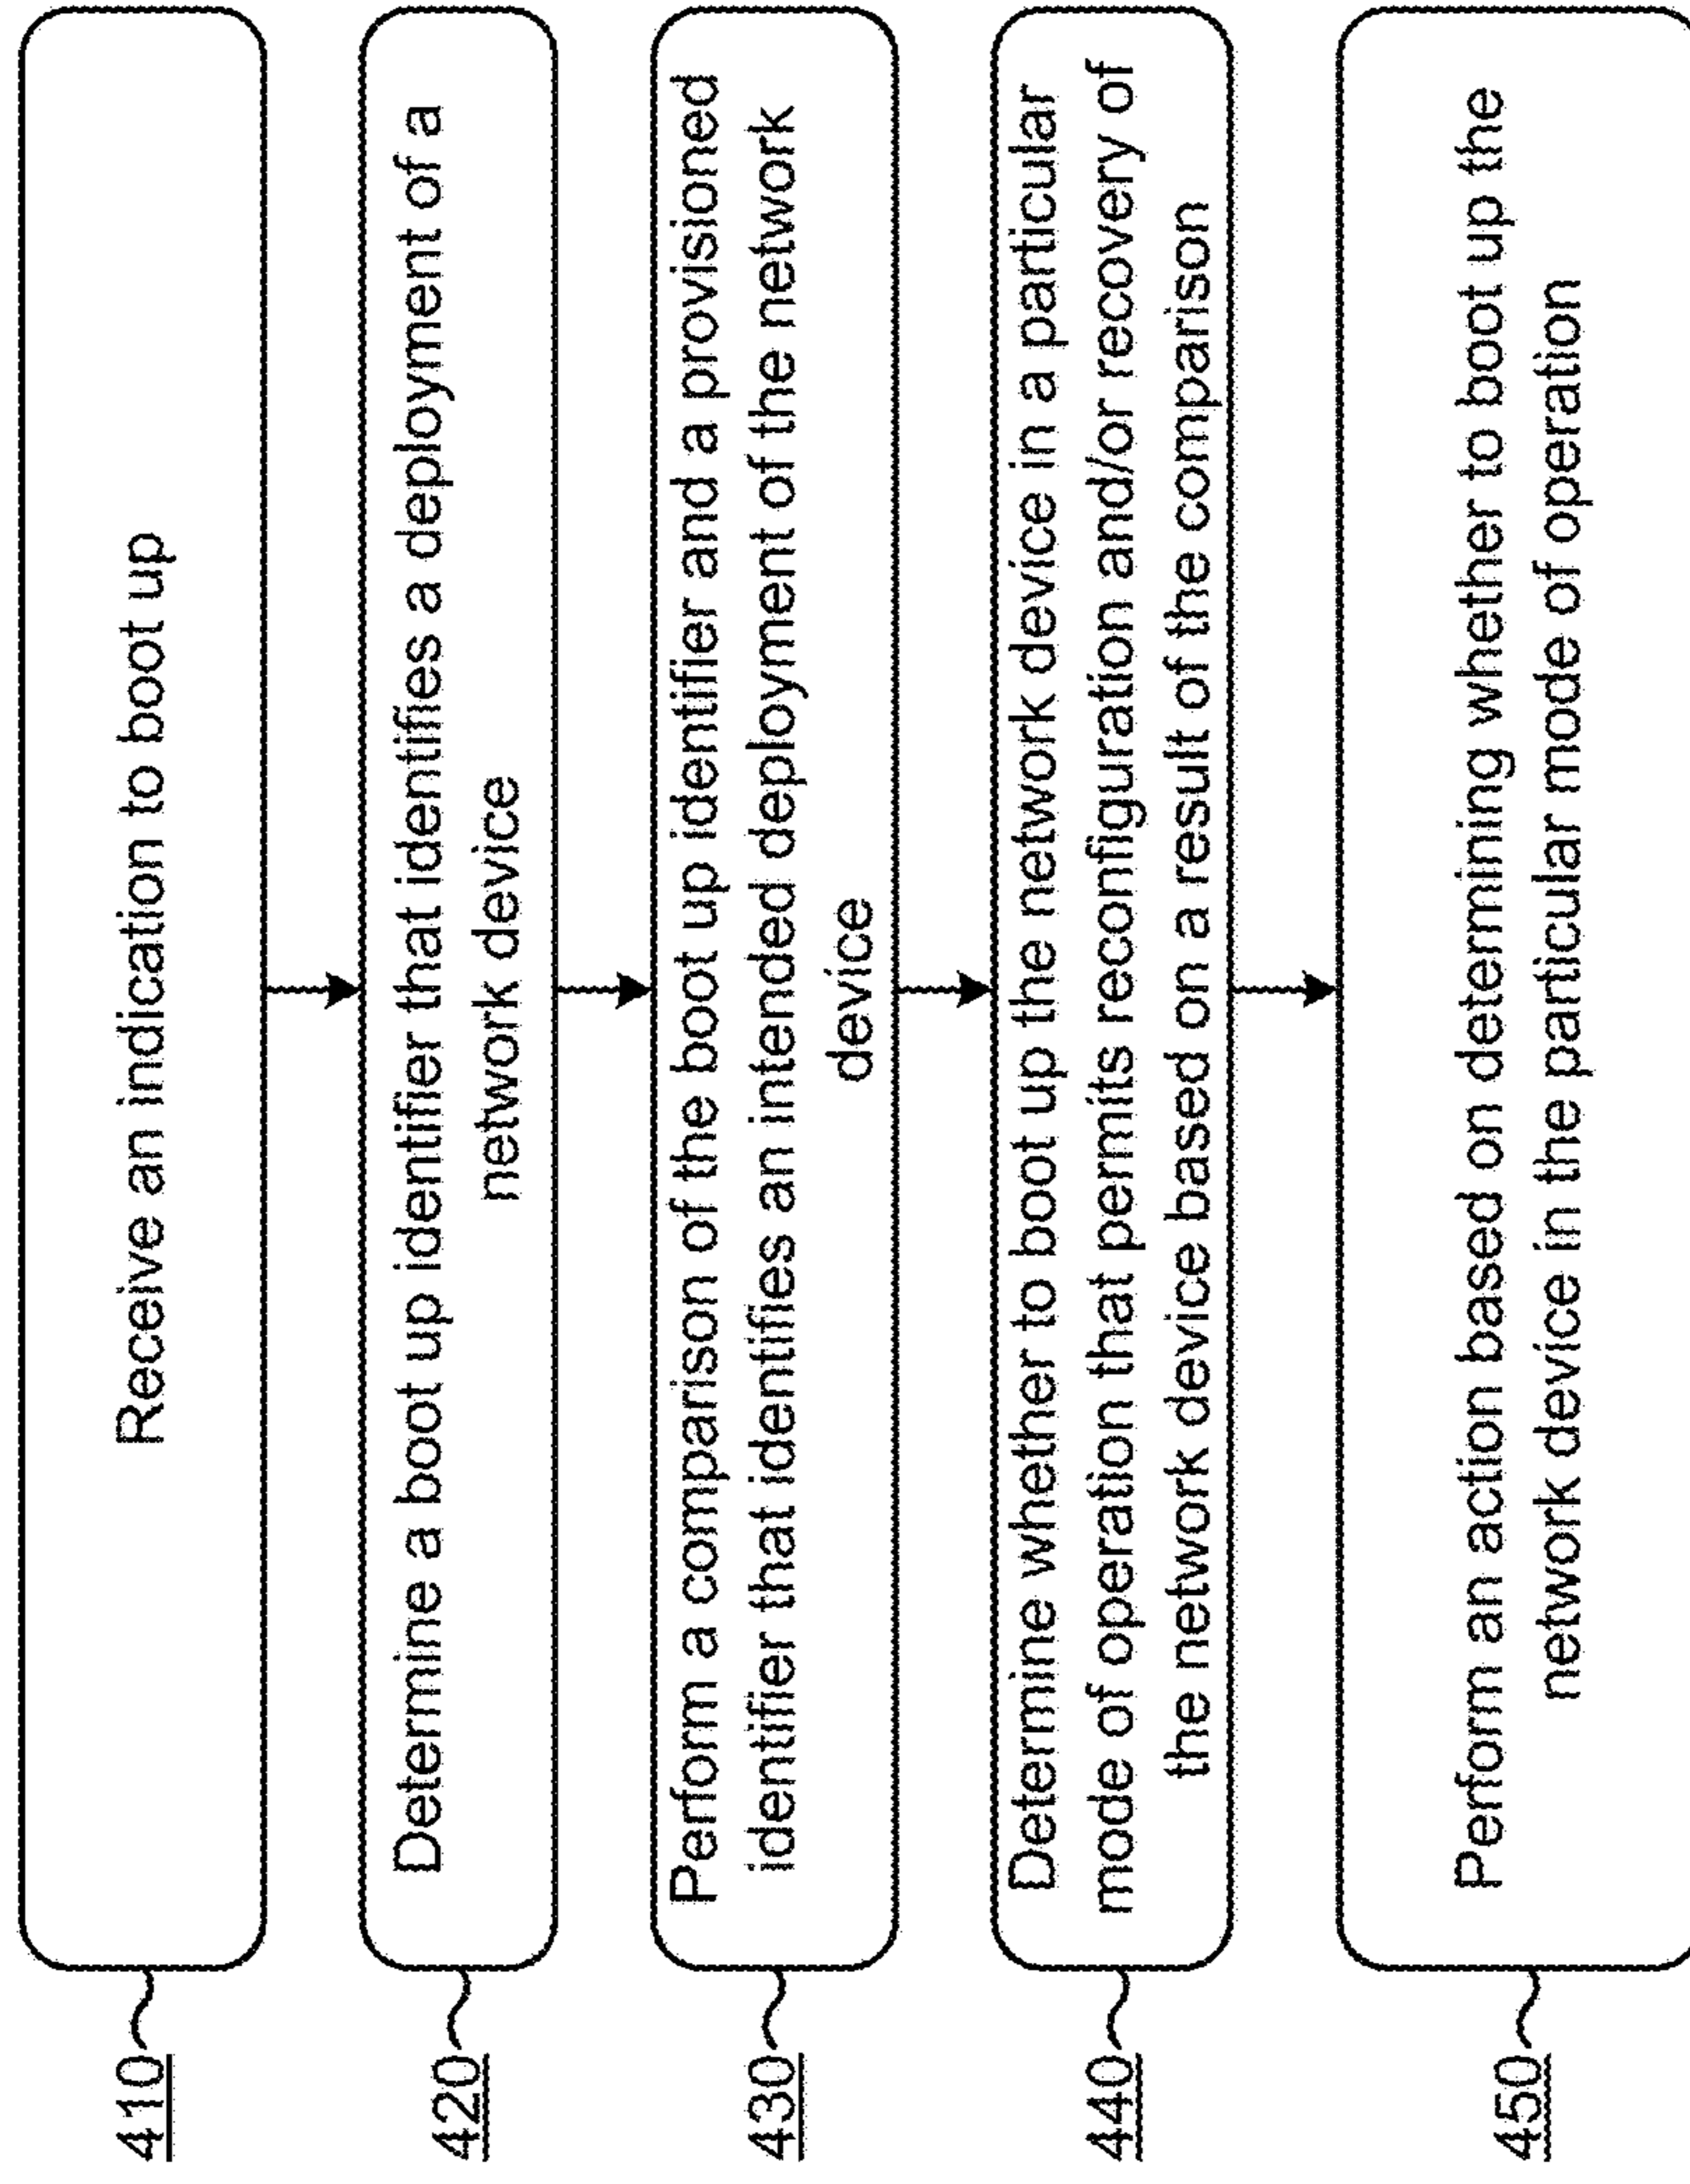 410
Receive an indication to boot up
420
Determine a boot up identifier that identifies a deployment of a
network device
430
Perform a comparison of the boot up identifier and a provisioned
identifier that identifies an intended deployment of the network
device
440
Determine whether to boot up the network device in a particular
mode of operation that permits reconfiguration and/or recovery of
the network device based on a result of the comparison
450
Perform an action based on determining whether to boot up the
network device in the particular mode of operation